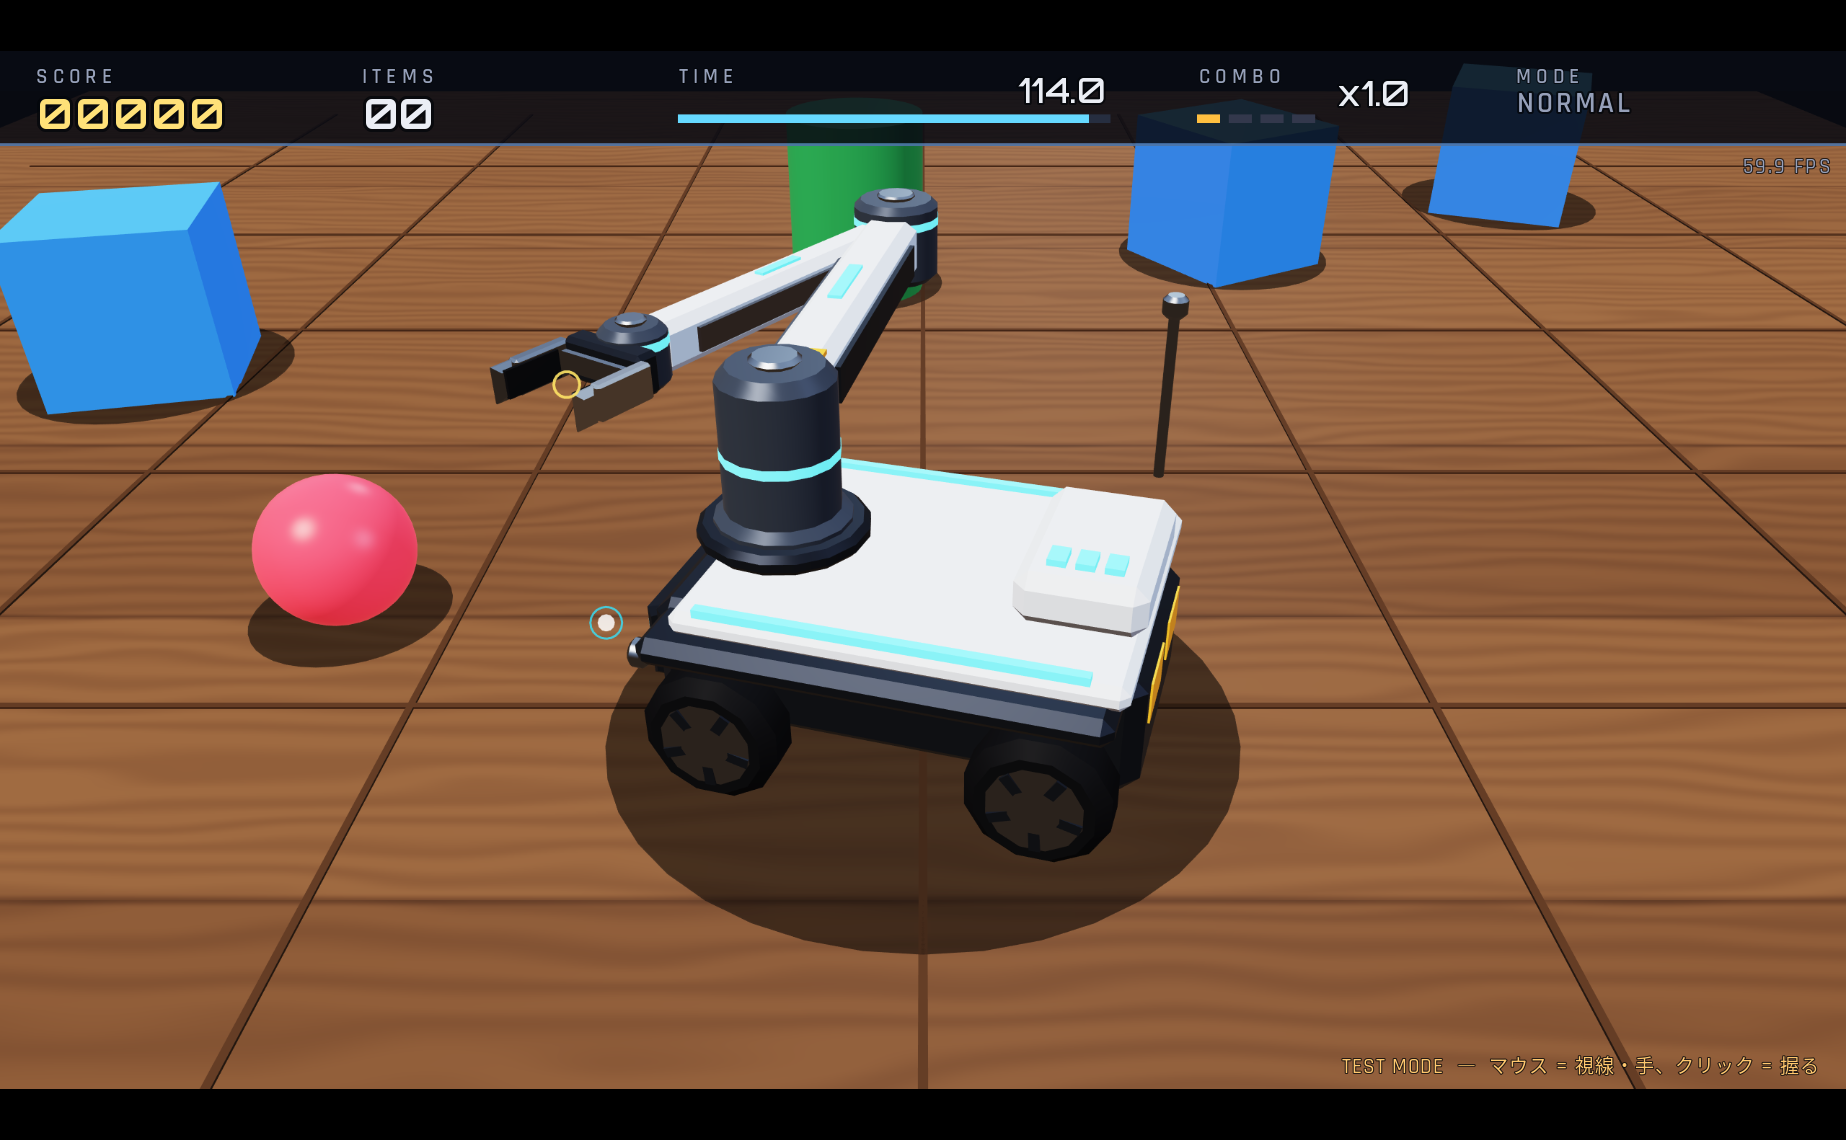 SCORE
00000
ITEMS
00
TIME
114.0
COMBO
x1.0
MODE
NORMAL
59.9 FPS
TEST MODE — マウス = 視線・手、クリック = 握る